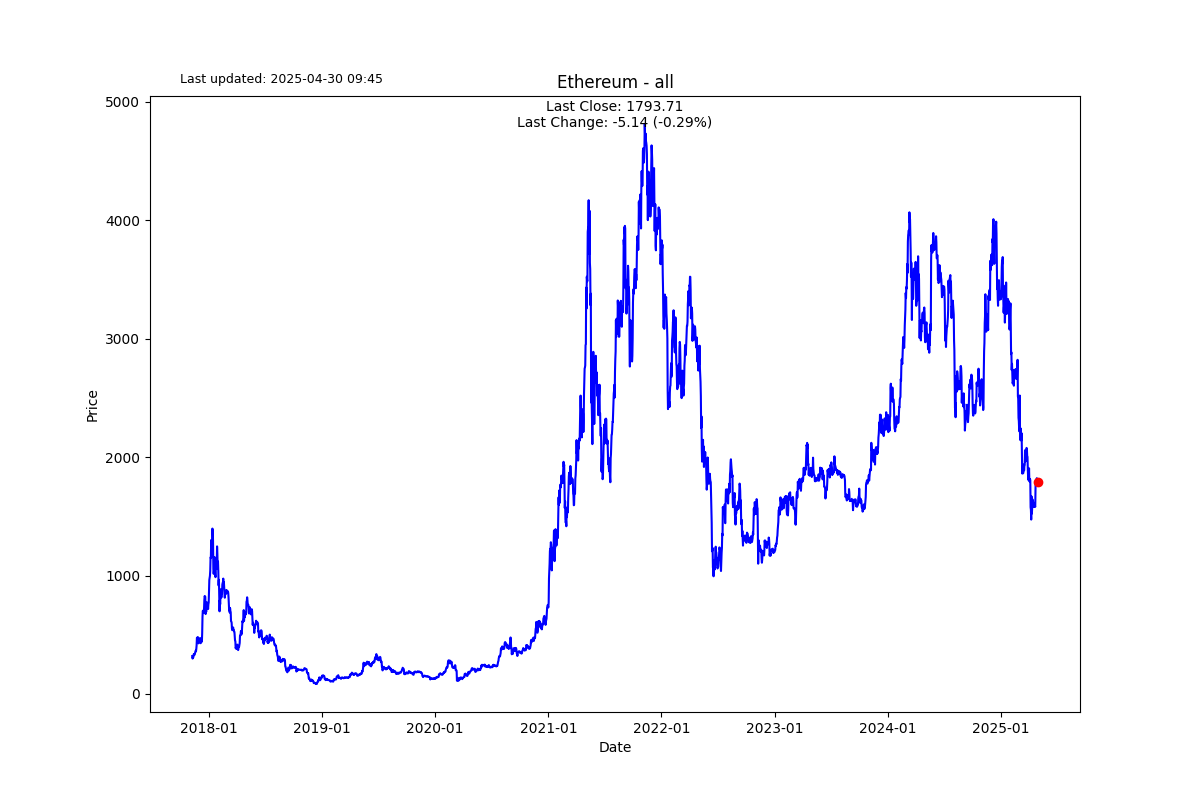 Last updated: 2025-04-30 09:45
Ethereum - all
Last Close: 1793.71
Last Change: -5.14 (-0.29%)
5000
4000
3000
2000
1000
0
Price
2018-01
2019-01
2020-01
2021-01
2022-01
2023-01
2024-01
2025-01
Date